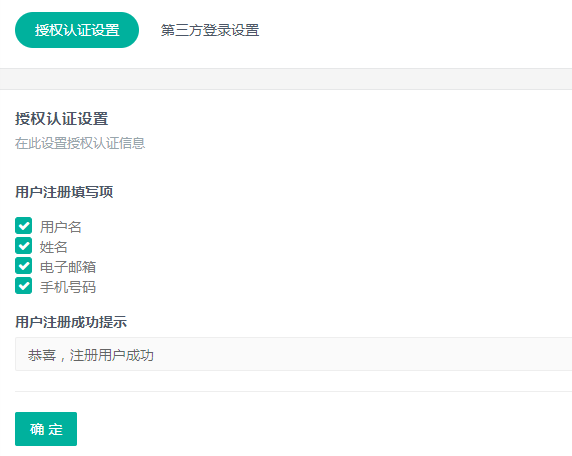 授权认证设置 第三方登录设置
授权认证设置
在此设置授权认证信息
用户注册填写项
用户名
姓名
电子邮箱
手机号码
用户注册成功提示
恭喜，注册用户成功
确 定